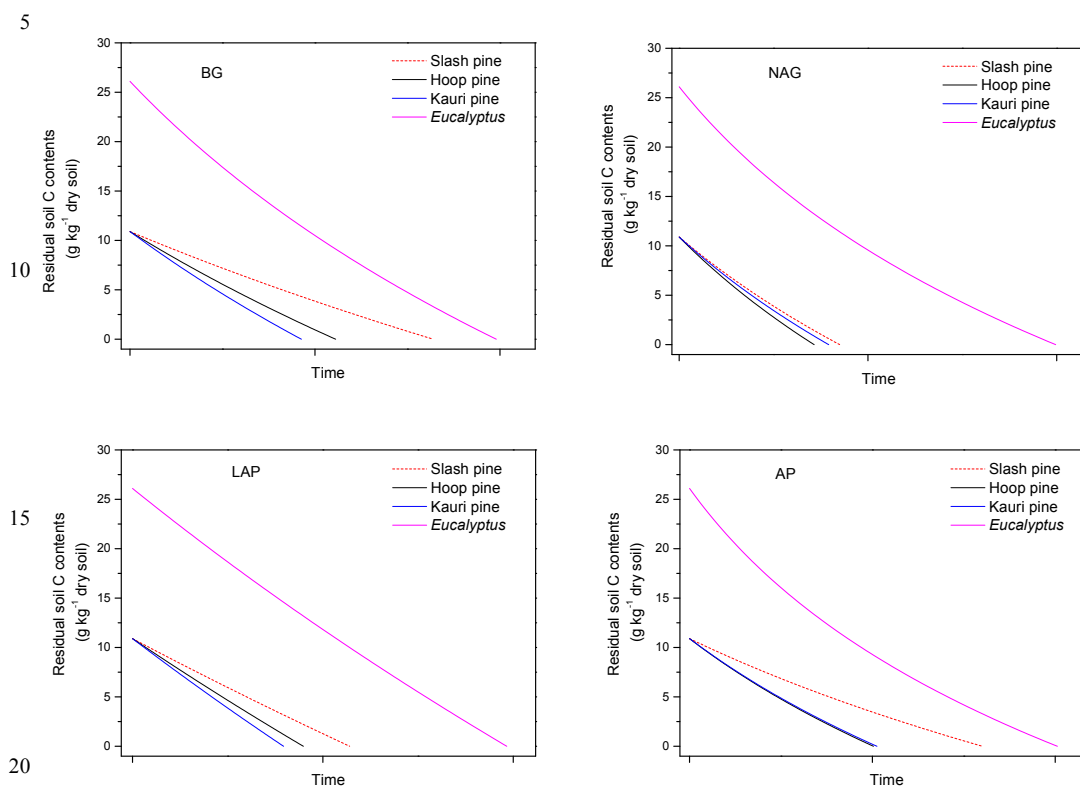 5
30
25
20
15
10
5
0
Residual soil C contents
(g kg⁻¹ dry soil)
BG
Slash pine
Hoop pine
Kauri pine
Eucalyptus
Time
30
25
20
15
10
5
0
Residual soil C contents
(g kg⁻¹ dry soil)
NAG
Slash pine
Hoop pine
Kauri pine
Eucalyptus
Time
10
30
25
20
15
10
5
0
Residual soil C contents
(g kg⁻¹ dry soil)
LAP
Slash pine
Hoop pine
Kauri pine
Eucalyptus
Time
30
25
20
15
10
5
0
Residual soil C contents
(g kg⁻¹ dry soil)
AP
Slash pine
Hoop pine
Kauri pine
Eucalyptus
Time
15
20